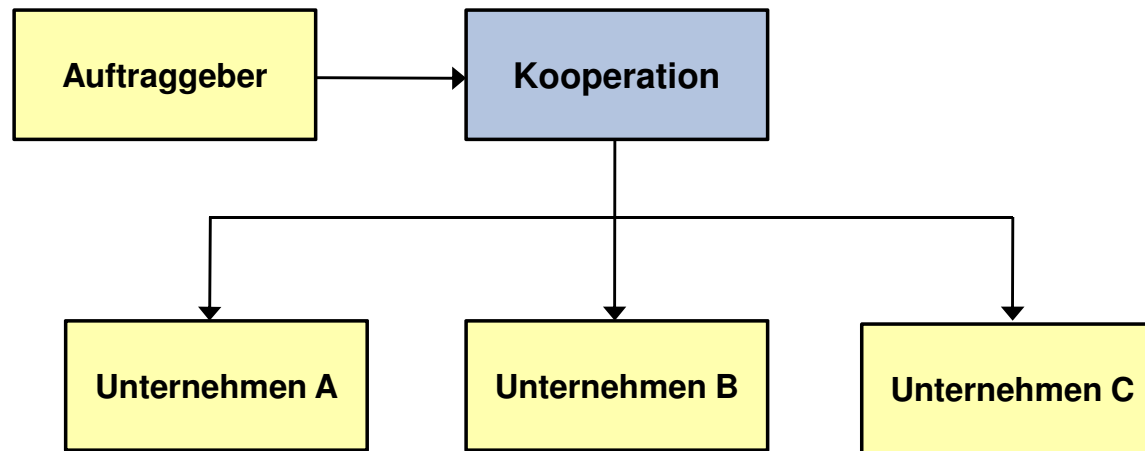 Auftraggeber
Kooperation
Unternehmen A
Unternehmen B
Unternehmen C